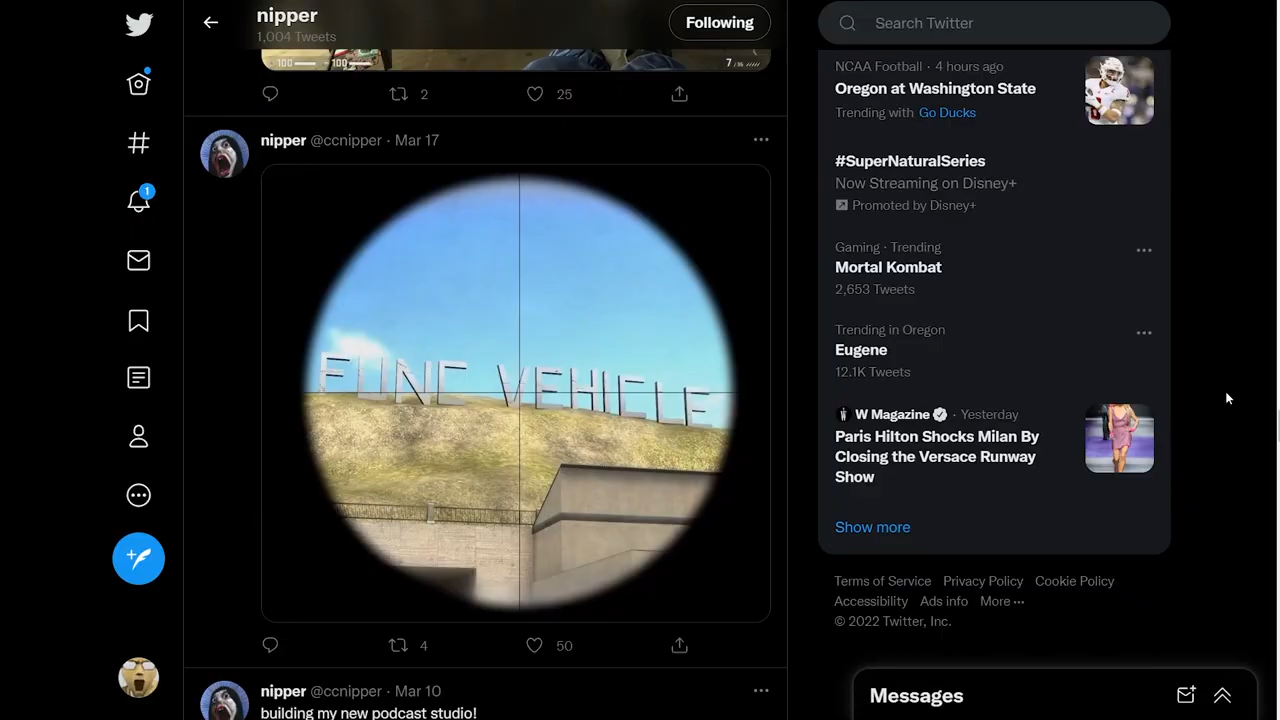 nipper
1,004 Tweets
Following
Search Twitter
100
100
7
2
25
NCAA Football · 4 hours ago
Oregon at Washington State
Trending with Go Ducks
#SuperNaturalSeries
Now Streaming on Disney+
Promoted by Disney+
Gaming · Trending
Mortal Kombat
2,653 Tweets
Trending in Oregon
Eugene
12.1K Tweets
W Magazine · Yesterday
Paris Hilton Shocks Milan By
Closing the Versace Runway
Show
Show more
Terms of Service Privacy Policy Cookie Policy
Accessibility Ads info More ···
© 2022 Twitter, Inc.
1
nipper @ccnipper · Mar 17
FUNC VEHICLE
4
50
nipper @ccnipper · Mar 10
building my new podcast studio!
Messages